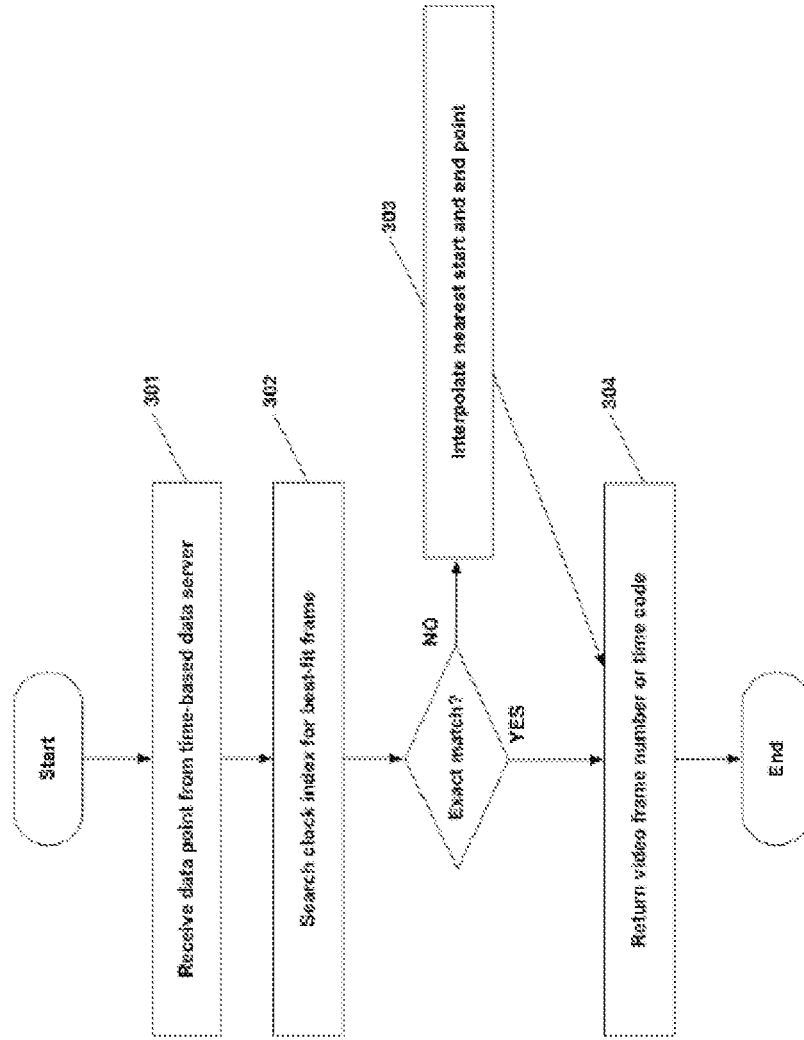 Start
301
Receive data point from time-based data server
302
Search clock index for best-fit frame
Exact match?
NO
303
Interpolate nearest start and end point
YES
304
Return video frame number or time code
End